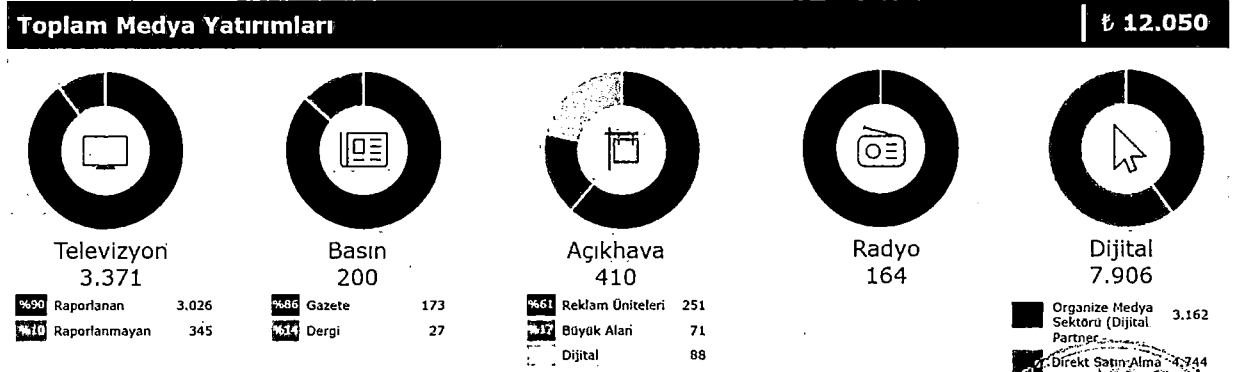 Toplam Medya Yatırımları ₺ 12.050
Televizyon
3.371
%90 Raporlanan 3.026
%10 Raporlanmayan 345
Basın
200
%86 Gazete 173
%14 Dergi 27
Açıkhava
410
%61 Reklam Üniteleri 251
%17 Büyük Alan 71
Dijital 88
Radyo
164
Dijital
7.906
Organize Medya
Sektörü (Dijital 3.162
Partner
Direkt Satın Alma 4.744